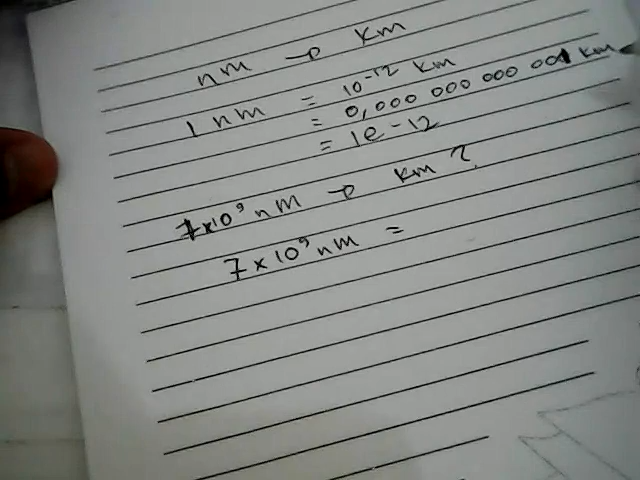 nm → km
1 nm = 10-12 km
= 0,000 000 000 001 km
= 1e-12
7x10⁹ nm → km ?
7 x 10⁹ nm =